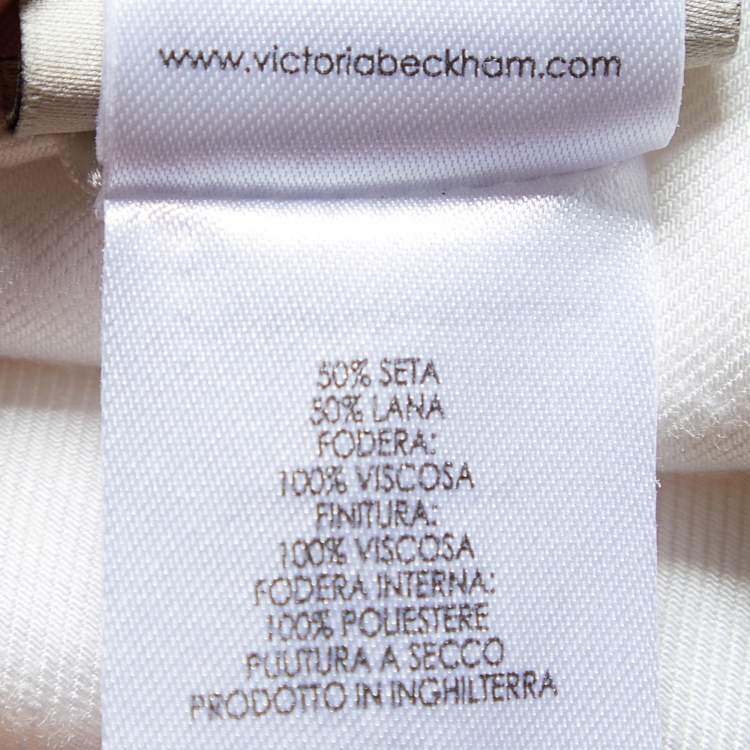 www.victoriabeckham.com
50% SETA
50% LANA
FODERA:
100% VISCOSA
FINITURA:
100% VISCOSA
FODERA INTERNA:
100% POLIESTERE
PULITURA A SECCO
PRODOTTO IN INGHILTERRA